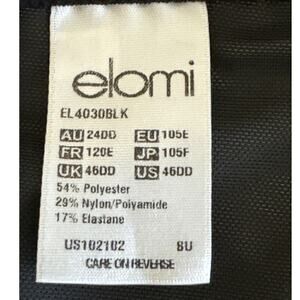 elomi
EL4030BLK
AU 24DD EU 105E
FR 120E JP 105F
UK 46DD US 46DD
54% Polyester
29% Nylon/Polyamide
17% Elastane
US102102 BU
CARE ON REVERSE